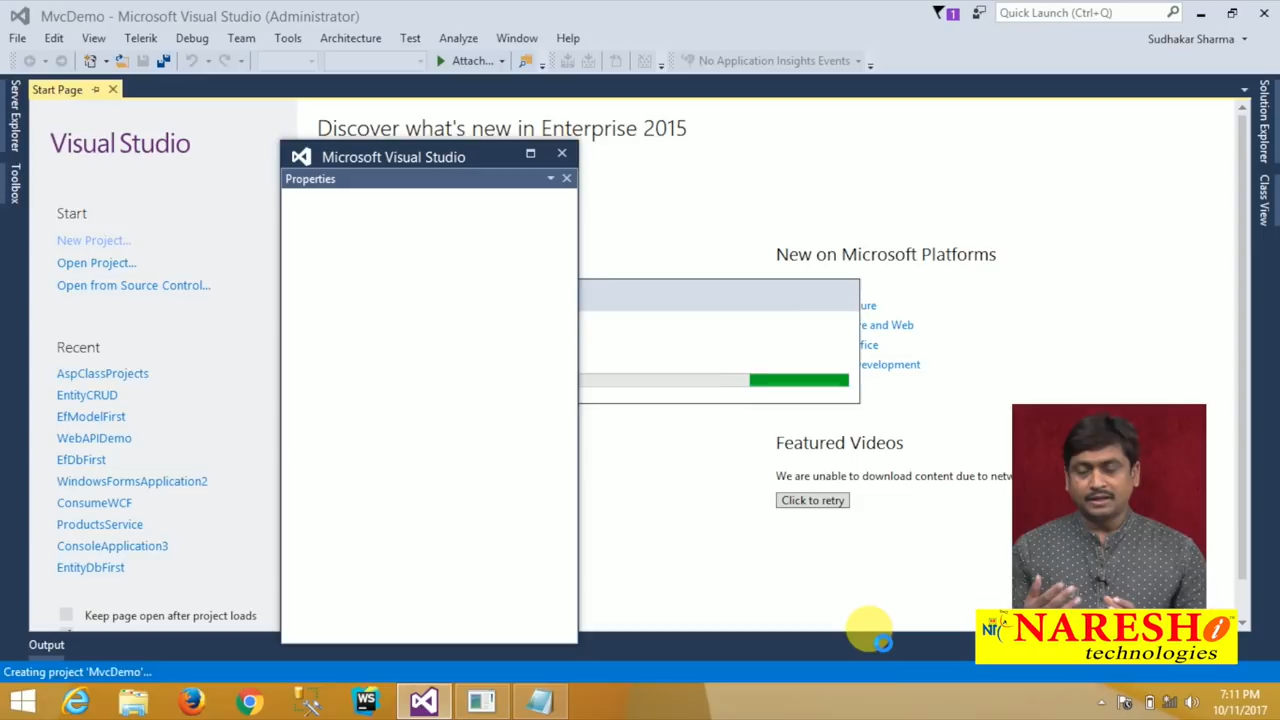 MvcDemo - Microsoft Visual Studio (Administrator)
1
Quick Launch (Ctrl+Q)
File Edit View Telerik Debug Team Tools Architecture Test Analyze Window Help
Sudhakar Sharma
Attach...
No Application Insights Events
Start Page
Server Explorer
Toolbox
Solution Explorer
Class View
Visual Studio
Discover what's new in Enterprise 2015
Microsoft Visual Studio
Properties
Start
New Project...
Open Project...
Open from Source Control...
Recent
AspClassProjects
EntityCRUD
EfModelFirst
WebAPIDemo
EfDbFirst
WindowsFormsApplication2
ConsumeWCF
ProductsService
ConsoleApplication3
EntityDbFirst
Keep page open after project loads
New on Microsoft Platforms
ure
e and Web
ffice
evelopment
Featured Videos
We are unable to download content due to netw
Click to retry
NT
NARESH i
technologies
Output
Creating project 'MvcDemo'...
WS
7:11 PM
10/11/2017